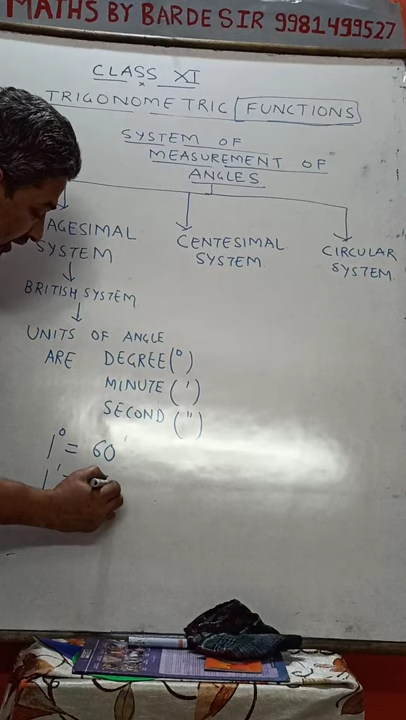 MATHS BY BARDE SIR 9981499527
CLASS XI
TRIGONOMETRIC FUNCTIONS
SYSTEM OF
MEASUREMENT OF
ANGLES
AGESIMAL
SYSTEM
CENTESIMAL
SYSTEM
CIRCULAR
SYSTEM
BRITISH SYSTEM
UNITS OF ANGLE
ARE DEGREE (°)
MINUTE (')
SECOND (")
1° = 60'
1' =